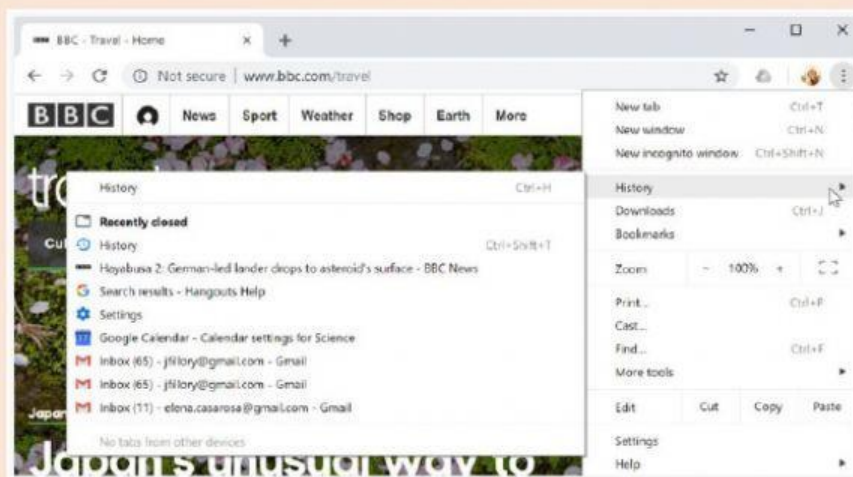 BBC - Travel - Home
Not secure | www.bbc.com/travel
BBC News Sport Weather Shop Earth More
New tab Ctrl+T
New window Ctrl+N
New incognito window Ctrl+Shift+N
History
Downloads Ctrl+J
Bookmarks
Zoom - 100% +
Print... Ctrl+P
Cast...
Find... Ctrl+F
More tools
Edit Cut Copy Paste
Settings
Help
History Ctrl+H
Recently closed
History Ctrl+Shift+T
Hayabusa 2: German-led lander drops to asteroid's surface - BBC News
Search results - Hangouts Help
Settings
Google Calendar - Calendar settings for Science
Inbox (65) - jfillory@gmail.com - Gmail
Inbox (65) - jfillory@gmail.com - Gmail
Inbox (11) - elena.casarosa@gmail.com - Gmail
No tabs from other devices
Japan's unusual way to